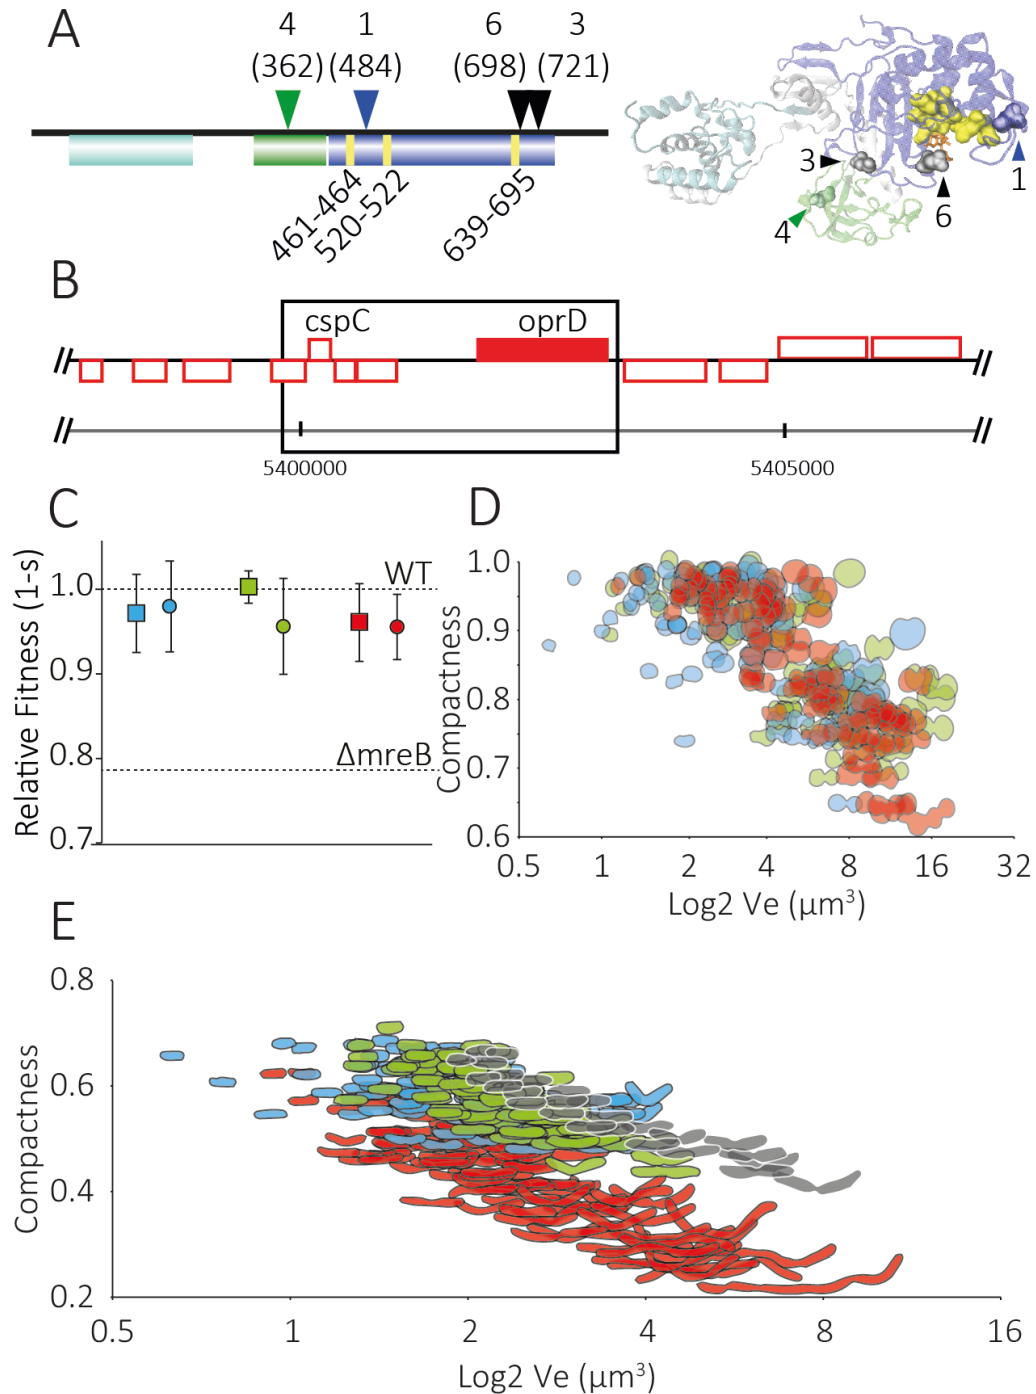 A
4 1 6 3
(362) (484) (698) (721)
461-464
520-522
639-695
3
4
6
1
B
cspC oprD
5400000 5405000
C
Relative Fitness (1-s)
1.0
0.9
0.8
0.7
WT
ΔmreB
D
Compactness
1.0
0.9
0.8
0.7
0.6
0.5 1 2 4 8 16 32
Log2 Ve (µm³)
E
Compactness
0.8
0.6
0.4
0.2
0.5 1 2 4 8 16
Log2 Ve (µm³)